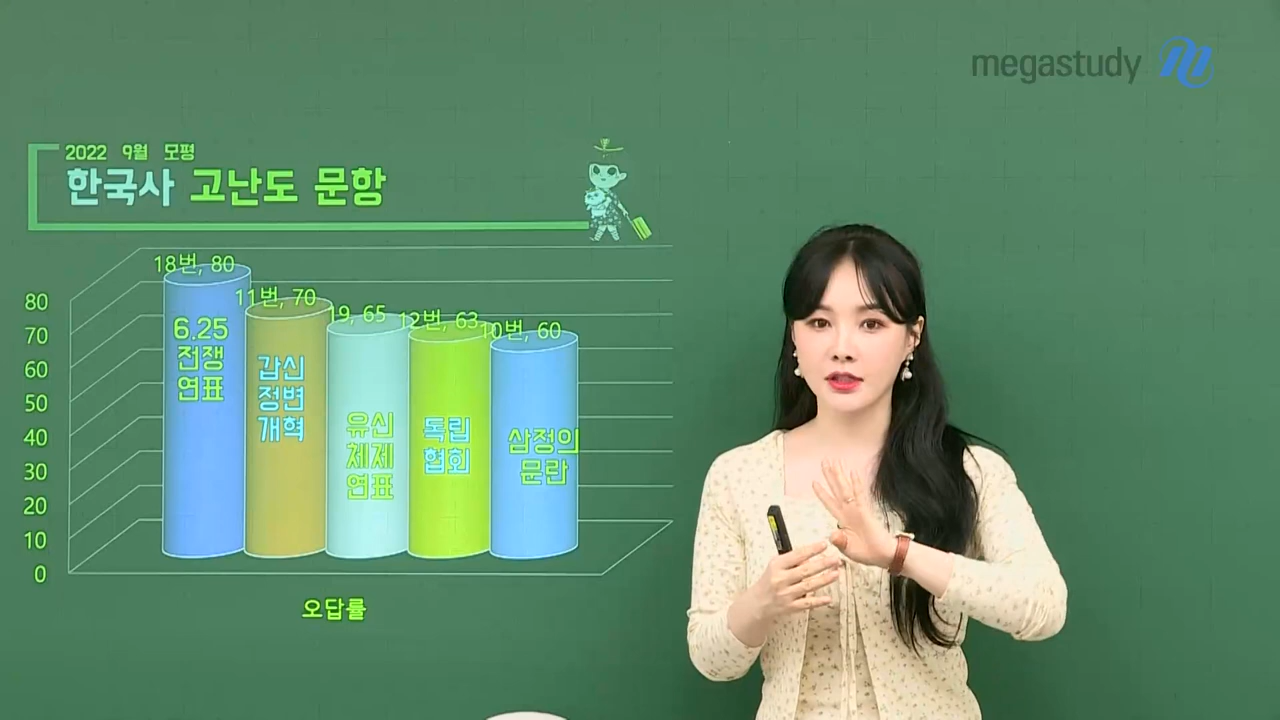 megastudy
2022 9월 모평
한국사 고난도 문항
18번, 80
11번, 70
19, 65
12번, 63
10번, 60
80
70
60
50
40
30
20
10
0
6.25
전쟁
연표
갑신
정변
개혁
유신
체제
연표
독립
협회
삼정의
문란
오답률